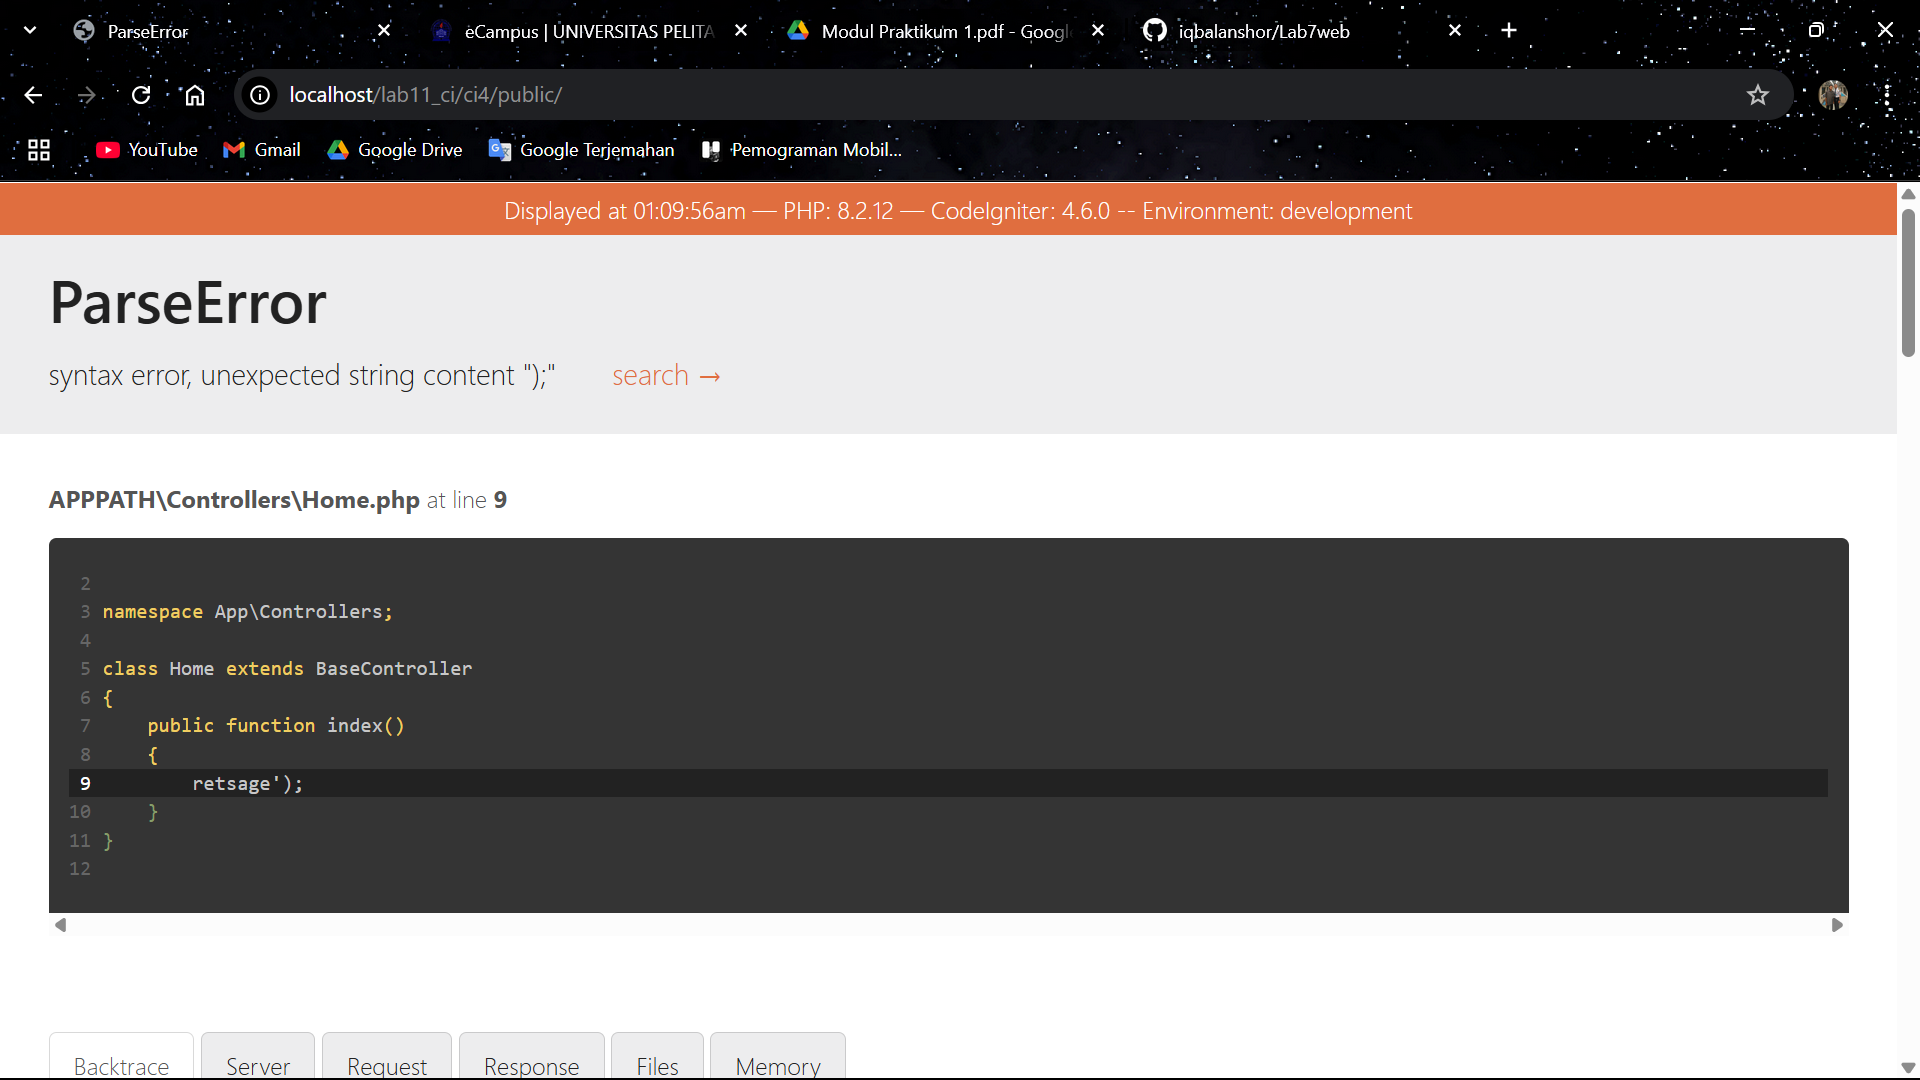 ParseError
eCampus | UNIVERSITAS PELITA
Modul Praktikum 1.pdf - Googl
iqbalanshor/Lab7web
localhost/lab11_ci/ci4/public/
YouTube
Gmail
Google Drive
Google Terjemahan
Pemograman Mobil...
Displayed at 01:09:56am — PHP: 8.2.12 — CodeIgniter: 4.6.0 -- Environment: development
ParseError
syntax error, unexpected string content ");" search →
APPPATH\Controllers\Home.php at line 9
2
3 namespace App\Controllers;
4
5 class Home extends BaseController
6 {
7     public function index()
8     {
9         retsage');
10     }
11 }
12
Backtrace
Server
Request
Response
Files
Memory